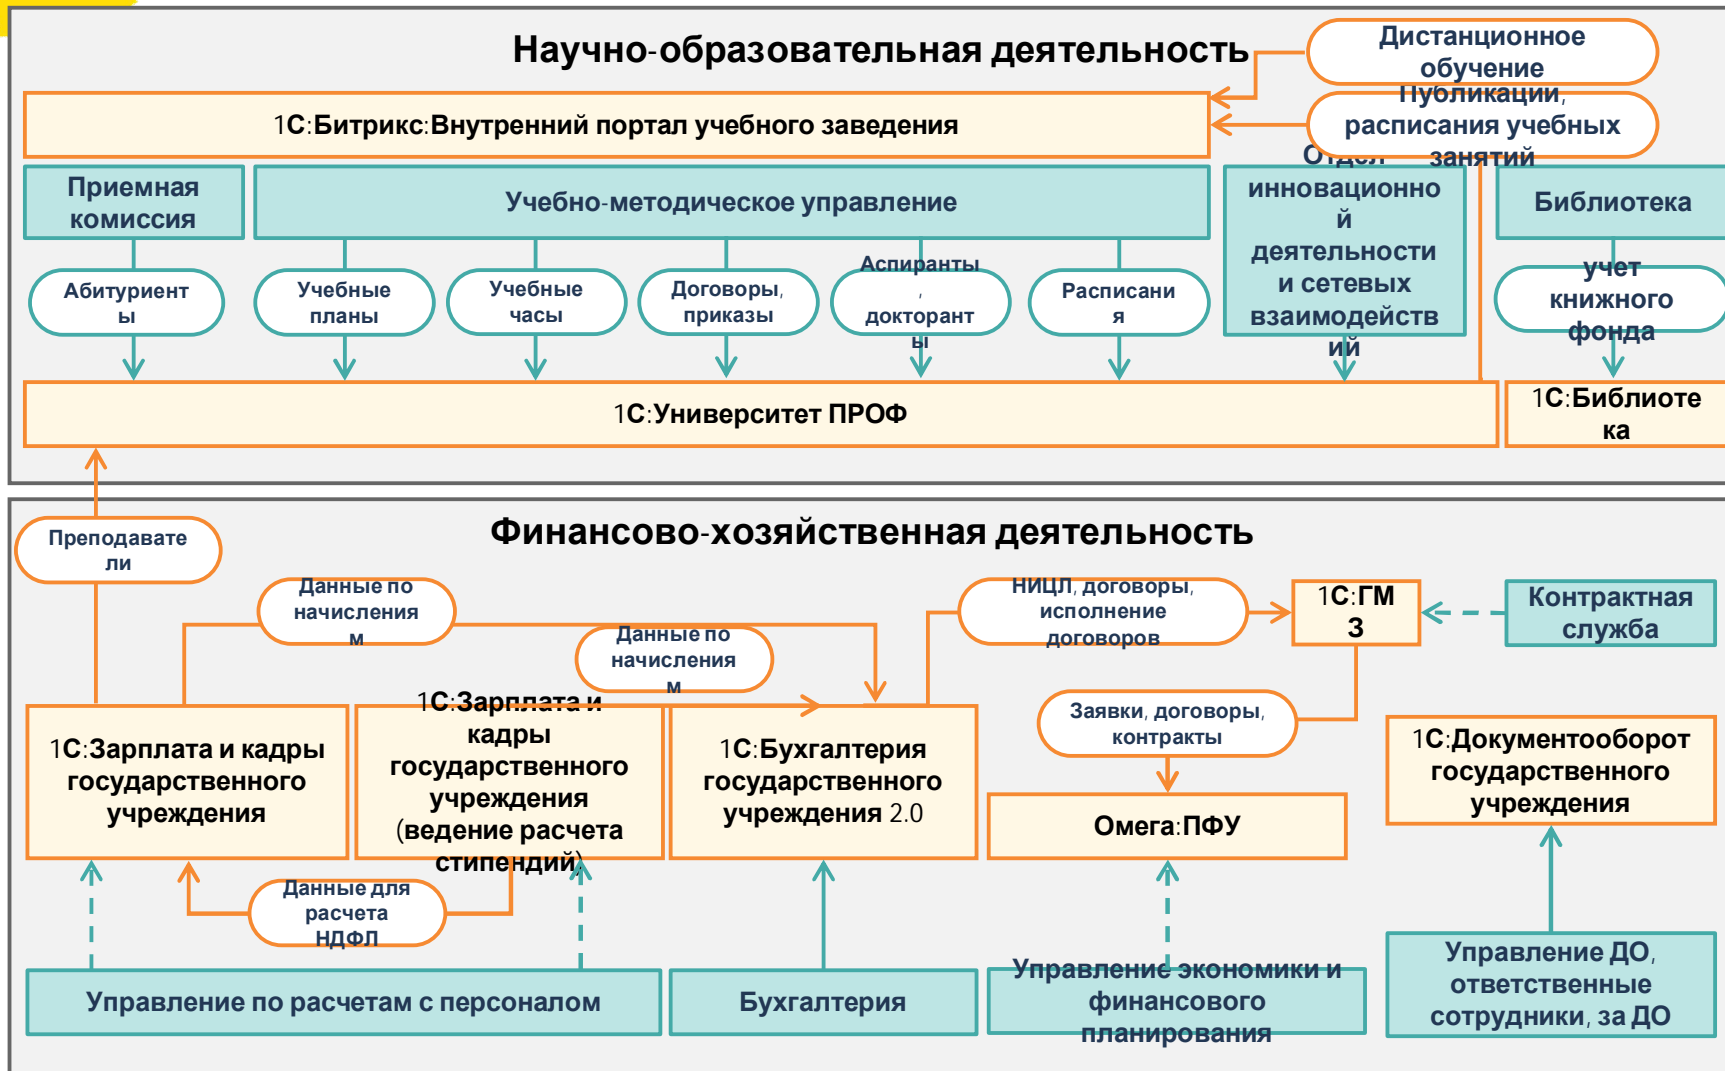 Научно-образовательная деятельность
Дистанционное
обучение
1С:Битрикс:Внутренний портал учебного заведения
Публикации,
расписания учебных
занятий
Приемная
комиссия
Учебно-методическое управление
Отдел
инновационно
й
деятельности
и сетевых
взаимодейств
ий
Библиотека
Абитуриент
ы
Учебные
планы
Учебные
часы
Договоры,
приказы
Аспиранты
,
докторант
ы
Расписани
я
учет
книжного
фонда
1С:Университет ПРОФ
1С:Библиоте
ка
Финансово-хозяйственная деятельность
Преподавате
ли
Данные по
начисления
м
Данные по
начисления
м
НИЦЛ, договоры,
исполнение
договоров
1С:ГМ
З
Контрактная
служба
Заявки, договоры,
контракты
1С:Зарплата и кадры
государственного
учреждения
1С:Зарплата и
кадры
государственного
учреждения
(ведение расчета
стипендий)
1С:Бухгалтерия
государственного
учреждения 2.0
Омега:ПФУ
1С:Документооборот
государственного
учреждения
Данные для
расчета
НДФЛ
Управление по расчетам с персоналом
Бухгалтерия
Управление экономики и
финансового
планирования
Управление ДО,
ответственные
сотрудники, за ДО